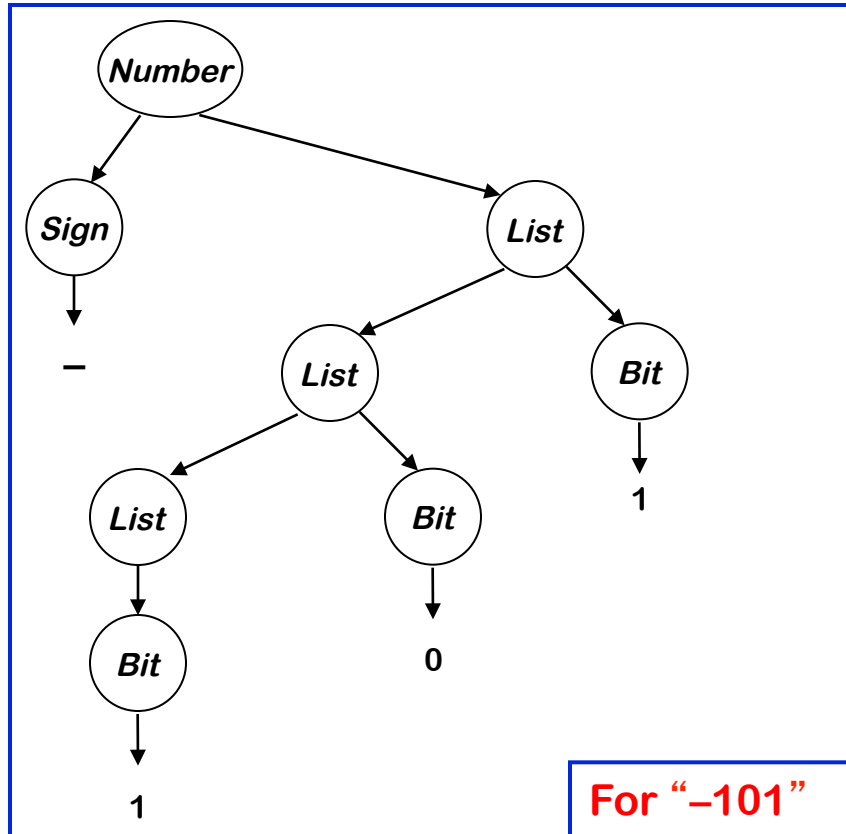 Number
Sign
List
–
List
Bit
List
Bit
1
Bit
0
1
For “–101”